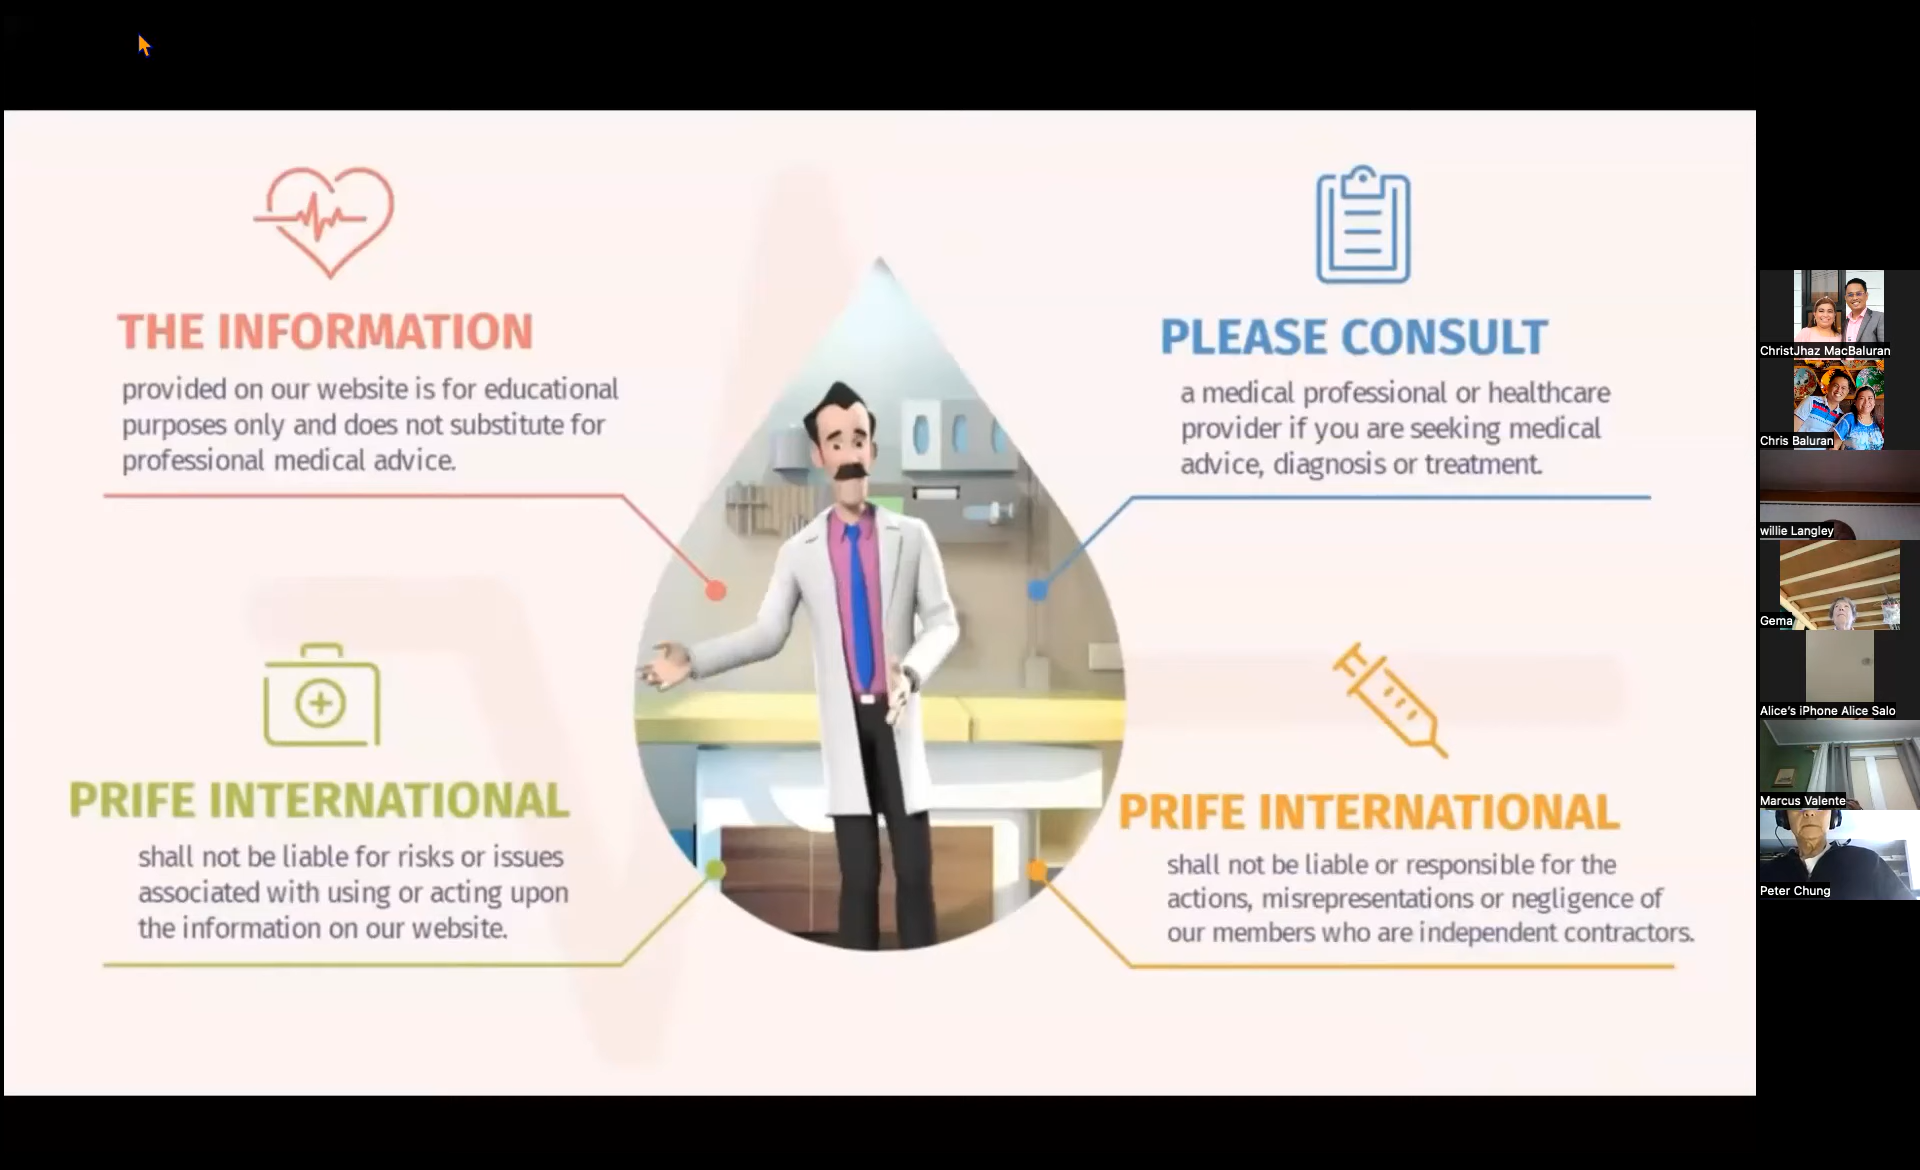 THE INFORMATION
provided on our website is for educational
purposes only and does not substitute for
professional medical advice.
PLEASE CONSULT
a medical professional or healthcare
provider if you are seeking medical
advice, diagnosis or treatment.
PRIFE INTERNATIONAL
shall not be liable for risks or issues
associated with using or acting upon
the information on our website.
PRIFE INTERNATIONAL
shall not be liable or responsible for the
actions, misrepresentations or negligence of
our members who are independent contractors.
ChristJhaz MacBaluran
Chris Baluran
willie Langley
Gema
Alice's iPhone Alice Salo
Marcus Valente
Peter Chung